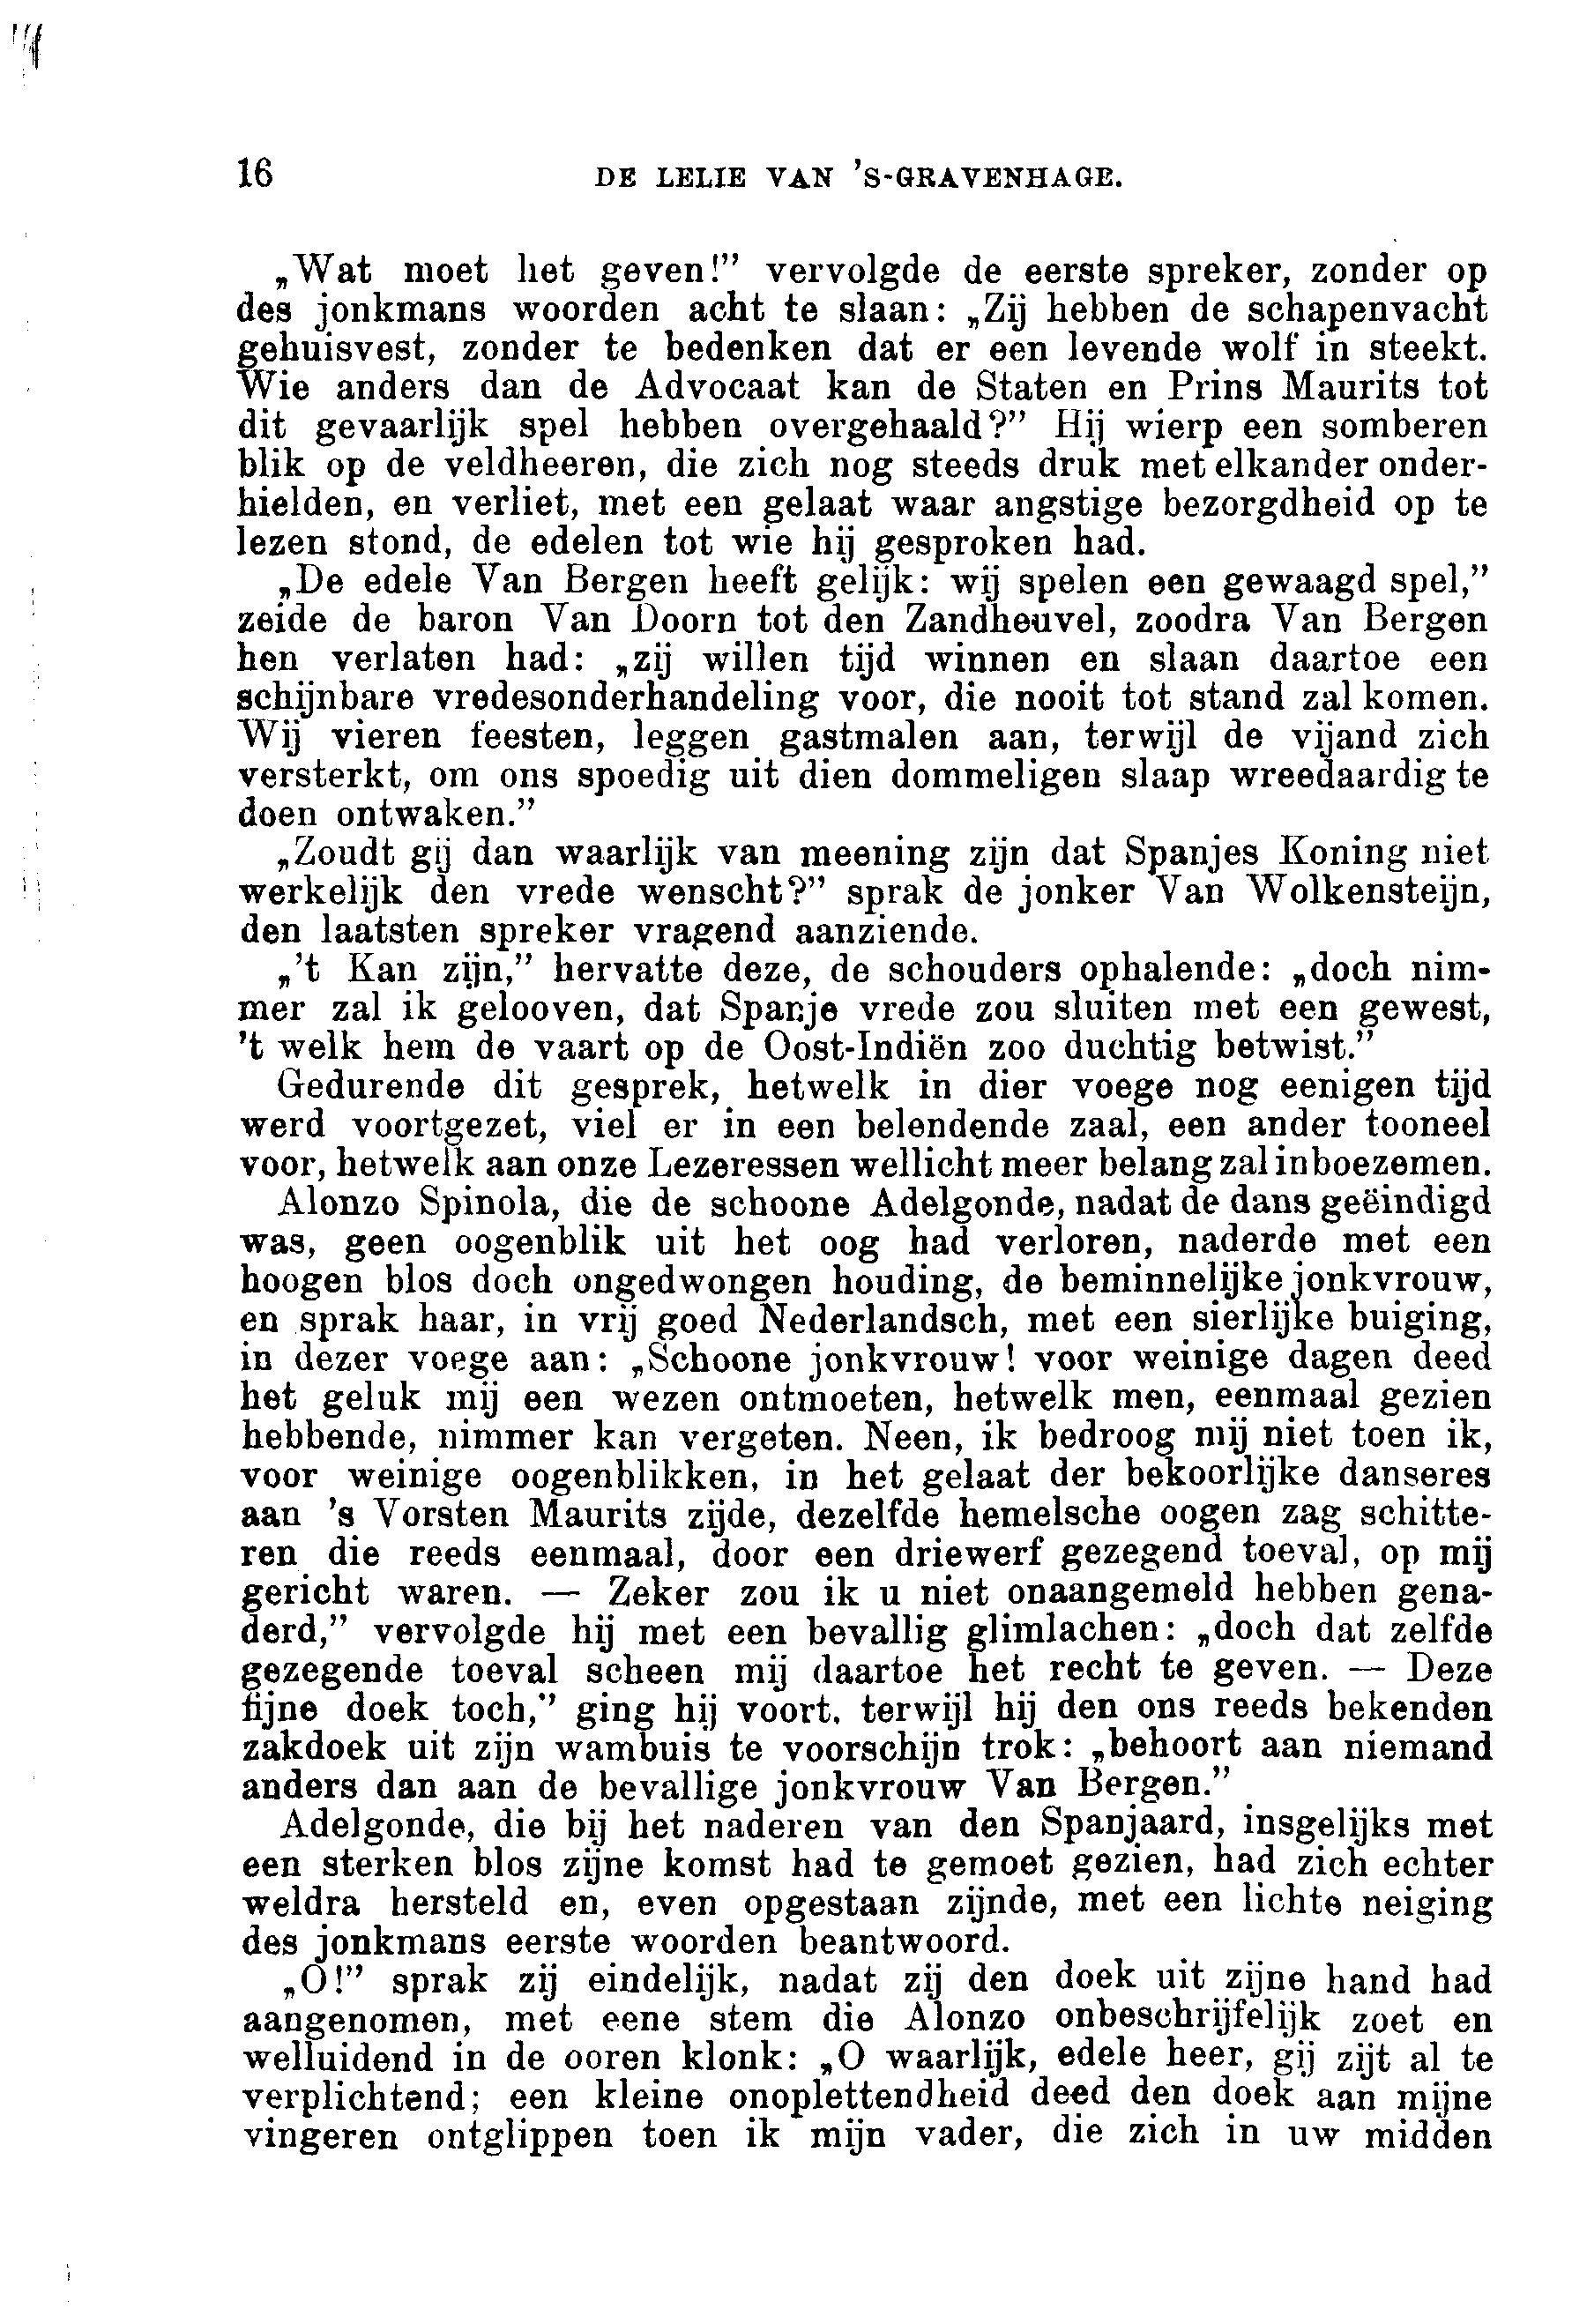 16 DE LELIE VAN 'S-GRAVENHAGE.
„Wat moet het geven!” vervolgde de eerste spreker, zonder op
des jonkmans woorden acht te slaan: „Zij hebben de schapenvacht
gehuisvest, zonder te bedenken dat er een levende wolf in steekt.
Wie anders dan de Advocaat kan de Staten en Prins Maurits tot
dit gevaarlijk spel hebben overgehaald?” Hij wierp een somberen
blik op de veldheeren, die zich nog steeds druk met elkander onder-
hielden, en verliet, met een gelaat waar angstige bezorgdheid op te
lezen stond, de edelen tot wie hij gesproken had.
„De edele Van Bergen heeft gelijk: wij spelen een gewaagd spel,”
zeide de baron Van Doorn tot den Zandheuvel, zoodra Van Bergen
hen verlaten had: „zij willen tijd winnen en slaan daartoe een
schijnbare vredesonderhandeling voor, die nooit tot stand zal komen.
Wij vieren feesten, leggen gastmalen aan, terwijl de vijand zich
versterkt, om ons spoedig uit dien dommeligen slaap wreedaardig te
doen ontwaken.”
„Zoudt gij dan waarlijk van meening zijn dat Spanjes Koning niet
werkelijk den vrede wenscht?” sprak de jonker Van Wolkensteijn,
den laatsten spreker vragend aanziende.
„'t Kan zijn,” hervatte deze, de schouders ophalende: „doch nim-
mer zal ik gelooven, dat Spanje vrede zou sluiten met een gewest,
't welk hem de vaart op de Oost-Indiën zoo duchtig betwist.”
Gedurende dit gesprek, hetwelk in dier voege nog eenigen tijd
werd voortgezet, viel er in een belendende zaal, een ander tooneel
voor, hetwelk aan onze Lezeressen wellicht meer belang zal inboezemen.
Alonzo Spinola, die de schoone Adelgonde, nadat de dans geëindigd
was, geen oogenblik uit het oog had verloren, naderde met een
hoogen blos doch ongedwongen houding, de beminnelijke jonkvrouw,
en sprak haar, in vrij goed Nederlandsch, met een sierlijke buiging,
in dezer voege aan: „Schoone jonkvrouw! voor weinige dagen deed
het geluk mij een wezen ontmoeten, hetwelk men, eenmaal gezien
hebbende, nimmer kan vergeten. Neen, ik bedroog mij niet toen ik,
voor weinige oogenblikken, in het gelaat der bekoorlijke danseres
aan 's Vorsten Maurits zijde, dezelfde hemelsche oogen zag schitte-
ren die reeds eenmaal, door een driewerf gezegend toeval, op mij
gericht waren. — Zeker zou ik u niet onaangemeld hebben gena-
derd,” vervolgde hij met een bevallig glimlachen: „doch dat zelfde
gezegende toeval scheen mij daartoe het recht te geven. — Deze
fijne doek toch,” ging hij voort, terwijl hij den ons reeds bekenden
zakdoek uit zijn wambuis te voorschijn trok: „behoort aan niemand
anders dan aan de bevallige jonkvrouw Van Bergen.”
Adelgonde, die bij het naderen van den Spanjaard, insgelijks met
een sterken blos zijne komst had te gemoet gezien, had zich echter
weldra hersteld en, even opgestaan zijnde, met een lichte neiging
des jonkmans eerste woorden beantwoord.
„O!” sprak zij eindelijk, nadat zij den doek uit zijne hand had
aangenomen, met eene stem die Alonzo onbeschrijfelijk zoet en
welluidend in de ooren klonk: „O waarlijk, edele heer, gij zijt al te
verplichtend; een kleine onoplettendheid deed den doek aan mijne
vingeren ontglippen toen ik mijn vader, die zich in uw midden